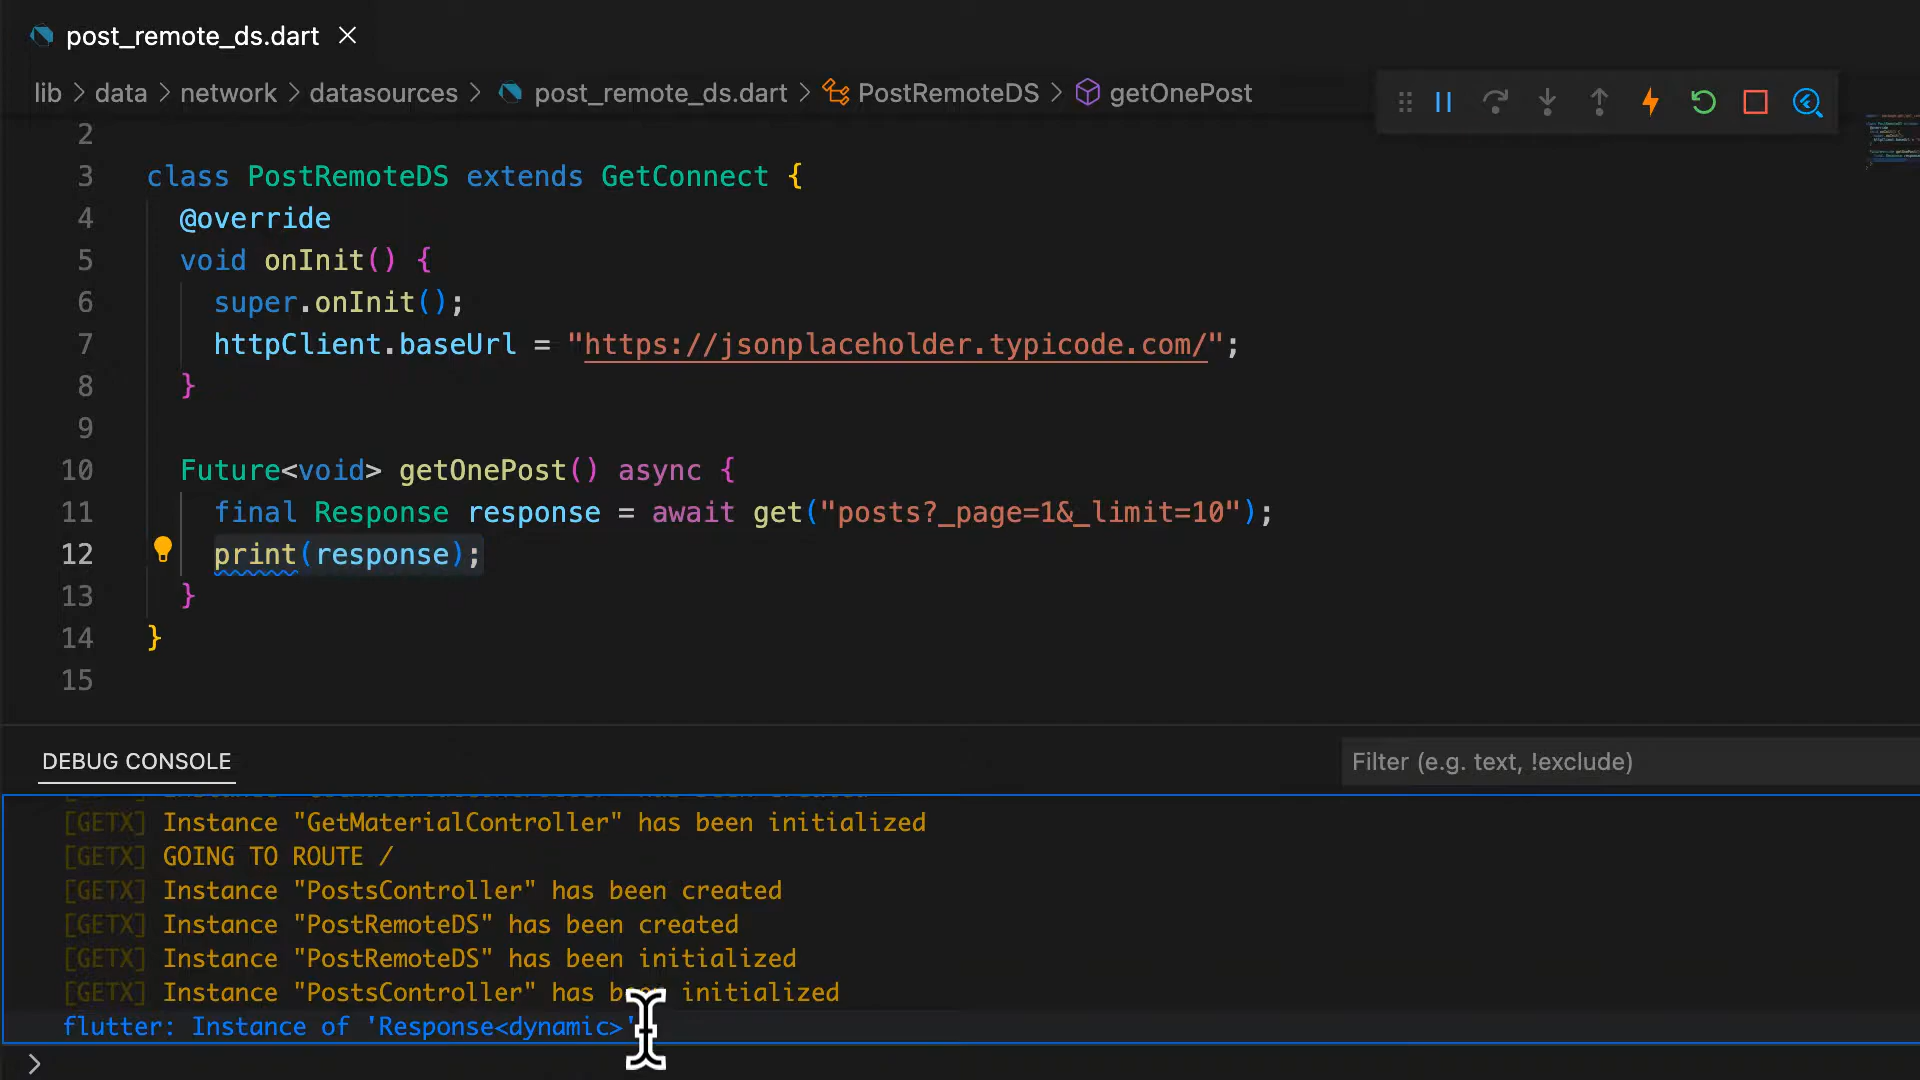 post_remote_ds.dart
lib > data > network > datasources > post_remote_ds.dart > PostRemoteDS > getOnePost
2
3 class PostRemoteDS extends GetConnect {
4 @override
5 void onInit() {
6 super.onInit();
7 httpClient.baseUrl = "https://jsonplaceholder.typicode.com/";
8 }
9
10 Future<void> getOnePost() async {
11 final Response response = await get("posts?_page=1&_limit=10");
12 print(response);
13 }
14 }
15
DEBUG CONSOLE
Filter (e.g. text, !exclude)
[GETX] Instance "GetMaterialController" has been initialized
[GETX] GOING TO ROUTE /
[GETX] Instance "PostsController" has been created
[GETX] Instance "PostRemoteDS" has been created
[GETX] Instance "PostRemoteDS" has been initialized
[GETX] Instance "PostsController" has been initialized
flutter: Instance of 'Response<dynamic>'
>